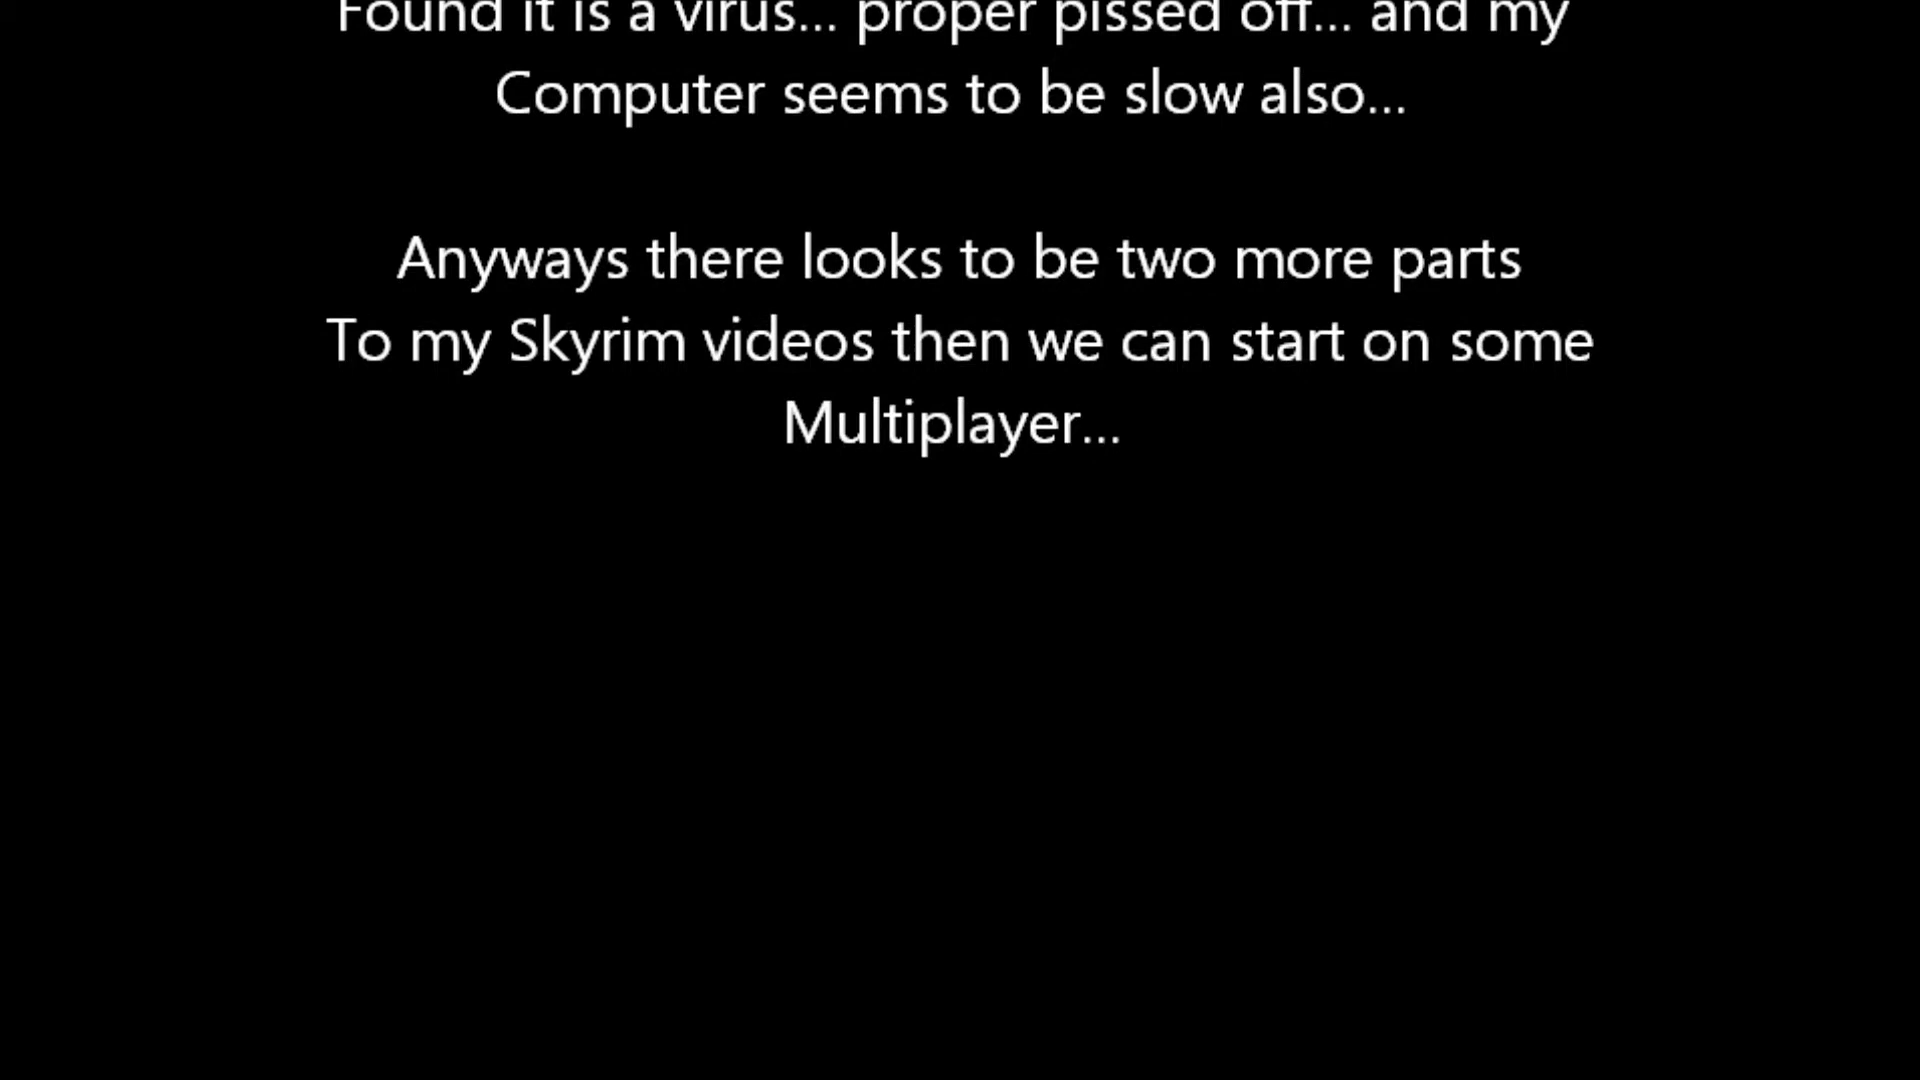 Found it is a virus... proper pissed off... and my
Computer seems to be slow also...
Anyways there looks to be two more parts
To my Skyrim videos then we can start on some
Multiplayer...